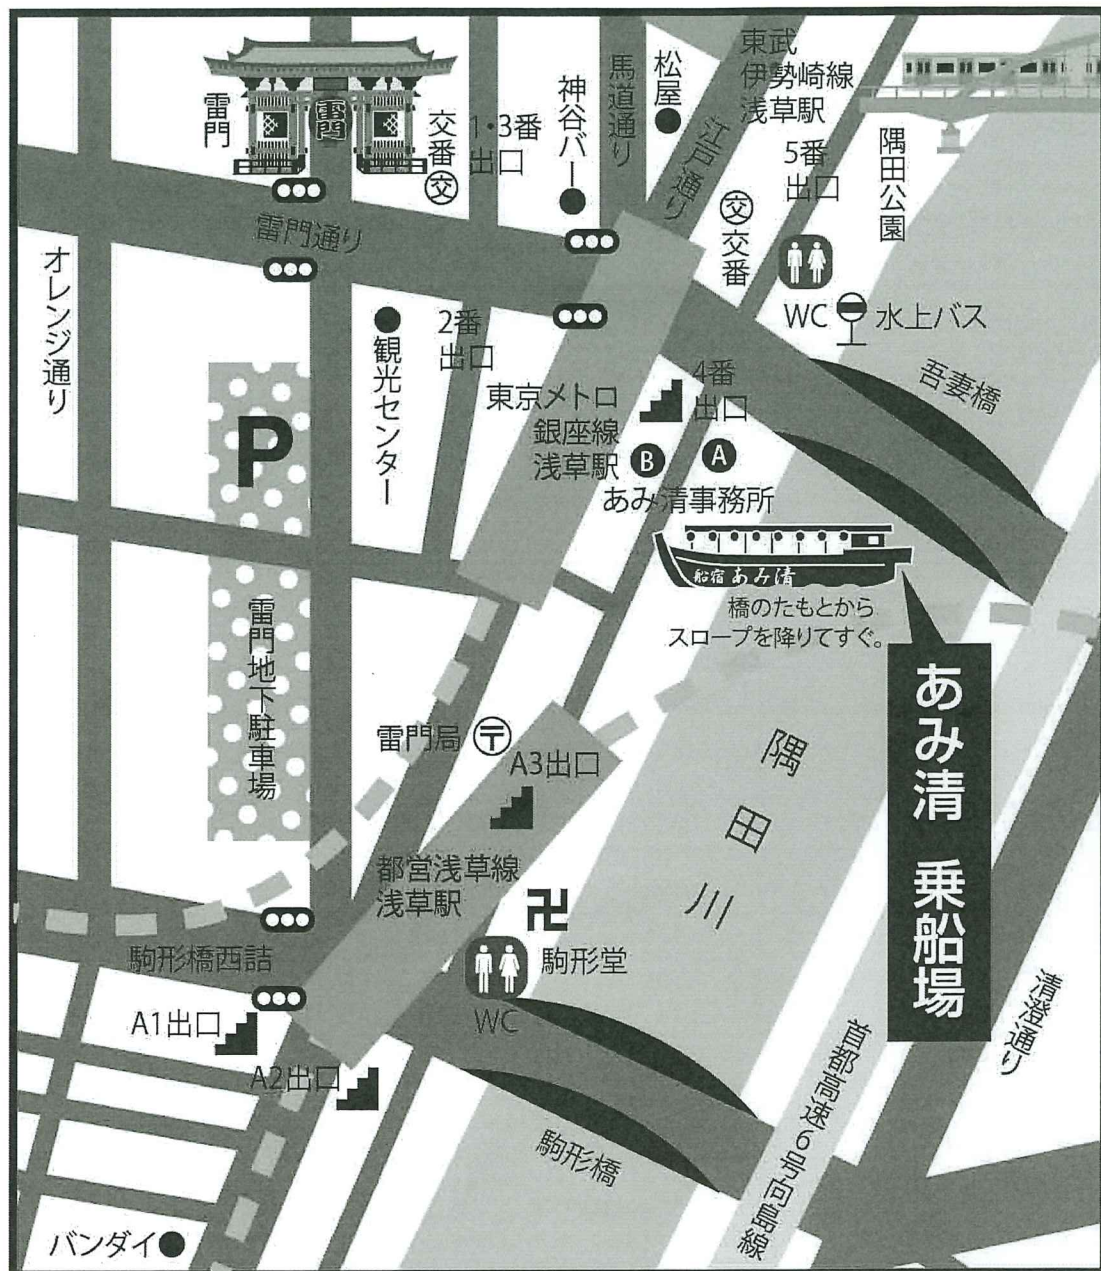 雷門
雷門
交番
交
1・3番
出口
神谷バー
馬道通り
松屋
江戸通り
東武
伊勢崎線
浅草駅
5番
出口
隅田公園
交
交番
雷門通り
オレンジ通り
WC
水上バス
吾妻橋
観光センター
2番
出口
東京メトロ
銀座線
浅草駅
4番
出口
B
A
あみ清事務所
P
雷門地下駐車場
船宿 あみ清
橋のたもとから
スロープを降りてすぐ。
あみ清 乗船場
雷門局
〒
A3出口
隅田川
都営浅草線
浅草駅
卍
駒形堂
WC
駒形橋西詰
A1出口
A2出口
駒形橋
首都高速6号向島線
清澄通り
バンダイ